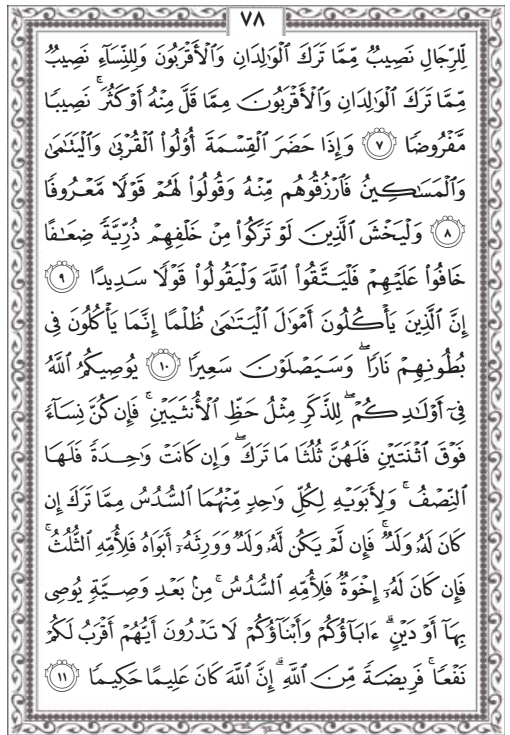 ٧٨
لِّلرِّجَالِ نَصِيبٌ مِّمَّا تَرَكَ ٱلْوَٰلِدَانِ وَٱلْأَقْرَبُونَ وَلِلنِّسَآءِ نَصِيبٌ
مِّمَّا تَرَكَ ٱلْوَٰلِدَانِ وَٱلْأَقْرَبُونَ مِمَّا قَلَّ مِنْهُ أَوْ كَثُرَ ۚ نَصِيبًا
مَّفْرُوضًا ٧ وَإِذَا حَضَرَ ٱلْقِسْمَةَ أُو۟لُوا۟ ٱلْقُرْبَىٰ وَٱلْيَتَٰمَىٰ
وَٱلْمَسَٰكِينُ فَٱرْزُقُوهُم مِّنْهُ وَقُولُوا۟ لَهُمْ قَوْلًا مَّعْرُوفًا
٨ وَلْيَخْشَ ٱلَّذِينَ لَوْ تَرَكُوا۟ مِنْ خَلْفِهِمْ ذُرِّيَّةً ضِعَٰفًا
خَافُوا۟ عَلَيْهِمْ فَلْيَتَّقُوا۟ ٱللَّهَ وَلْيَقُولُوا۟ قَوْلًا سَدِيدًا ٩
إِنَّ ٱلَّذِينَ يَأْكُلُونَ أَمْوَٰلَ ٱلْيَتَٰمَىٰ ظُلْمًا إِنَّمَا يَأْكُلُونَ فِى
بُطُونِهِمْ نَارًا ۖ وَسَيَصْلَوْنَ سَعِيرًا ١٠ يُوصِيكُمُ ٱللَّهُ
فِىٓ أَوْلَٰدِكُمْ ۖ لِلذَّكَرِ مِثْلُ حَظِّ ٱلْأُنثَيَيْنِ ۚ فَإِن كُنَّ نِسَآءً
فَوْقَ ٱثْنَتَيْنِ فَلَهُنَّ ثُلُثَا مَا تَرَكَ ۖ وَإِن كَانَتْ وَٰحِدَةً فَلَهَا
ٱلنِّصْفُ ۚ وَلِأَبَوَيْهِ لِكُلِّ وَٰحِدٍ مِّنْهُمَا ٱلسُّدُسُ مِمَّا تَرَكَ إِن
كَانَ لَهُۥ وَلَدٌ ۚ فَإِن لَّمْ يَكُن لَّهُۥ وَلَدٌ وَوَرِثَهُۥٓ أَبَوَاهُ فَلِأُمِّهِ ٱلثُّلُثُ ۚ
فَإِن كَانَ لَهُۥٓ إِخْوَةٌ فَلِأُمِّهِ ٱلسُّدُسُ ۚ مِنۢ بَعْدِ وَصِيَّةٍ يُوصِى
بِهَآ أَوْ دَيْنٍ ۗ ءَابَآؤُكُمْ وَأَبْنَآؤُكُمْ لَا تَدْرُونَ أَيُّهُمْ أَقْرَبُ لَكُمْ
نَفْعًا ۚ فَرِيضَةً مِّنَ ٱللَّهِ ۗ إِنَّ ٱللَّهَ كَانَ عَلِيمًا حَكِيمًا ١١